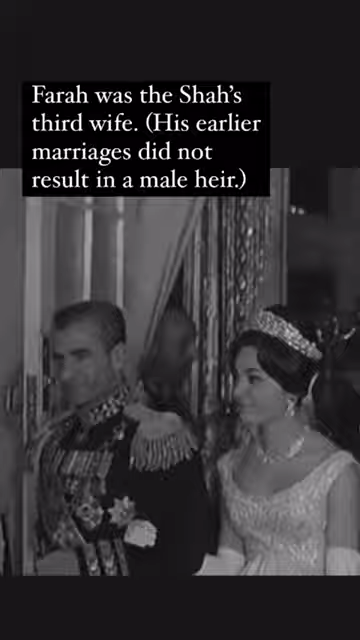 Farah was the Shah’s
third wife. (His earlier
marriages did not
result in a male heir.)